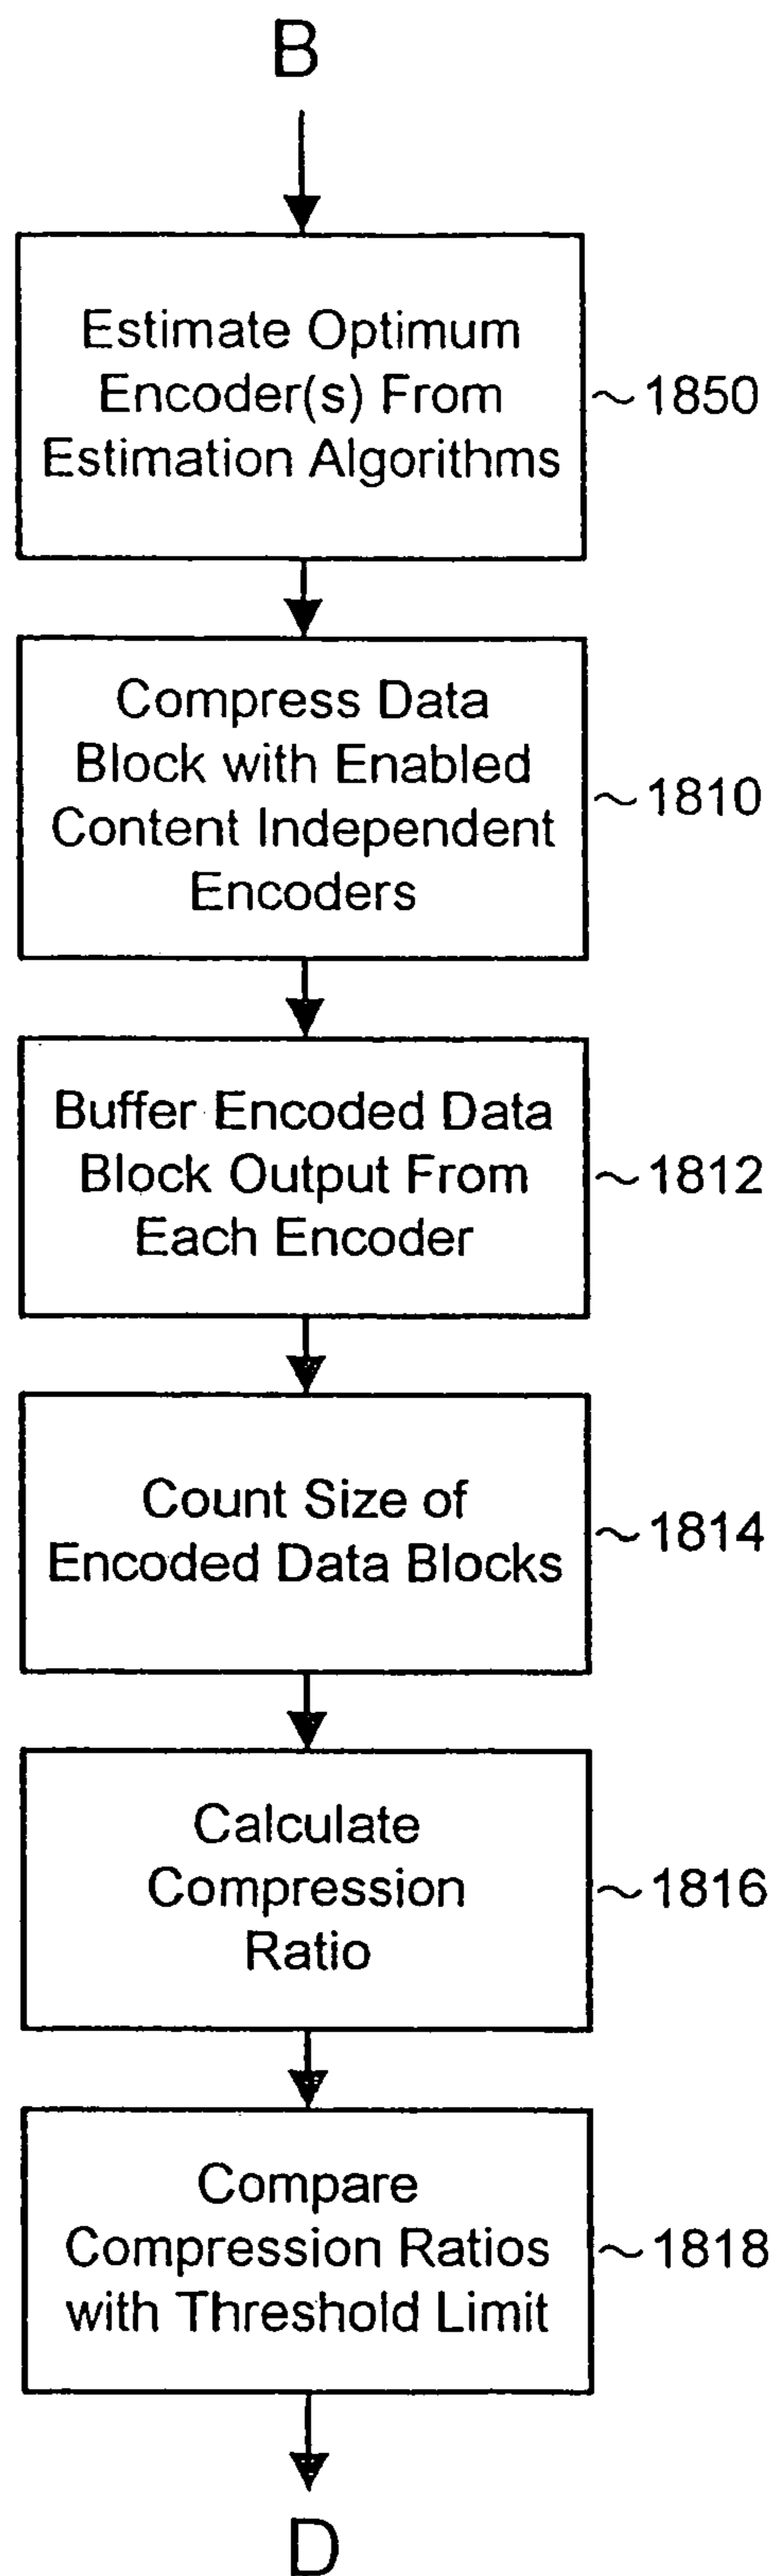 B
Estimate Optimum
Encoder(s) From
Estimation Algorithms
~1850
Compress Data
Block with Enabled
Content Independent
Encoders
~1810
Buffer Encoded Data
Block Output From
Each Encoder
~1812
Count Size of
Encoded Data Blocks
~1814
Calculate
Compression
Ratio
~1816
Compare
Compression Ratios
with Threshold Limit
~1818
D